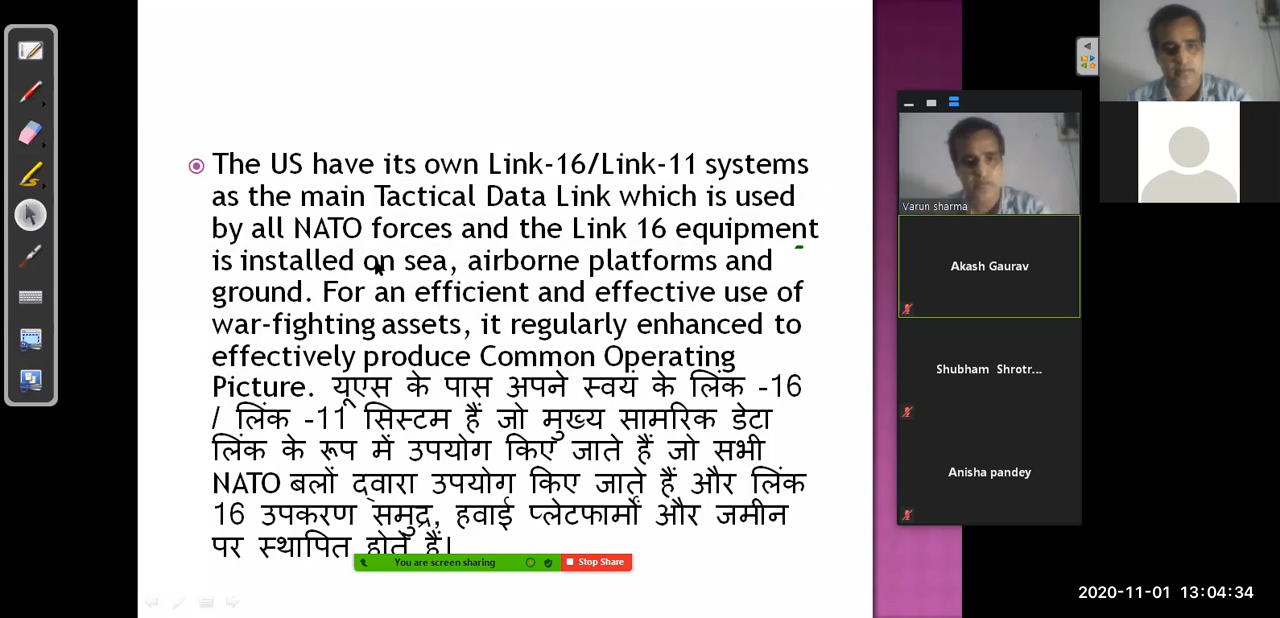 The US have its own Link-16/Link-11 systems
as the main Tactical Data Link which is used
by all NATO forces and the Link 16 equipment
is installed on sea, airborne platforms and
ground. For an efficient and effective use of
war-fighting assets, it regularly enhanced to
effectively produce Common Operating
Picture. यूएस के पास अपने स्वयं के लिंक -16
/ लिंक -11 सिस्टम हैं जो मुख्य सामरिक डेटा
लिंक के रूप में उपयोग किए जाते हैं जो सभी
NATO बलों द्वारा उपयोग किए जाते हैं और लिंक
16 उपकरण समुद्र, हवाई प्लेटफार्मों और जमीन
पर स्थापित होते हैं।
You are screen sharing
Stop Share
Varun sharma
Akash Gaurav
Shubham Shrotr...
Anisha pandey
2020-11-01 13:04:34